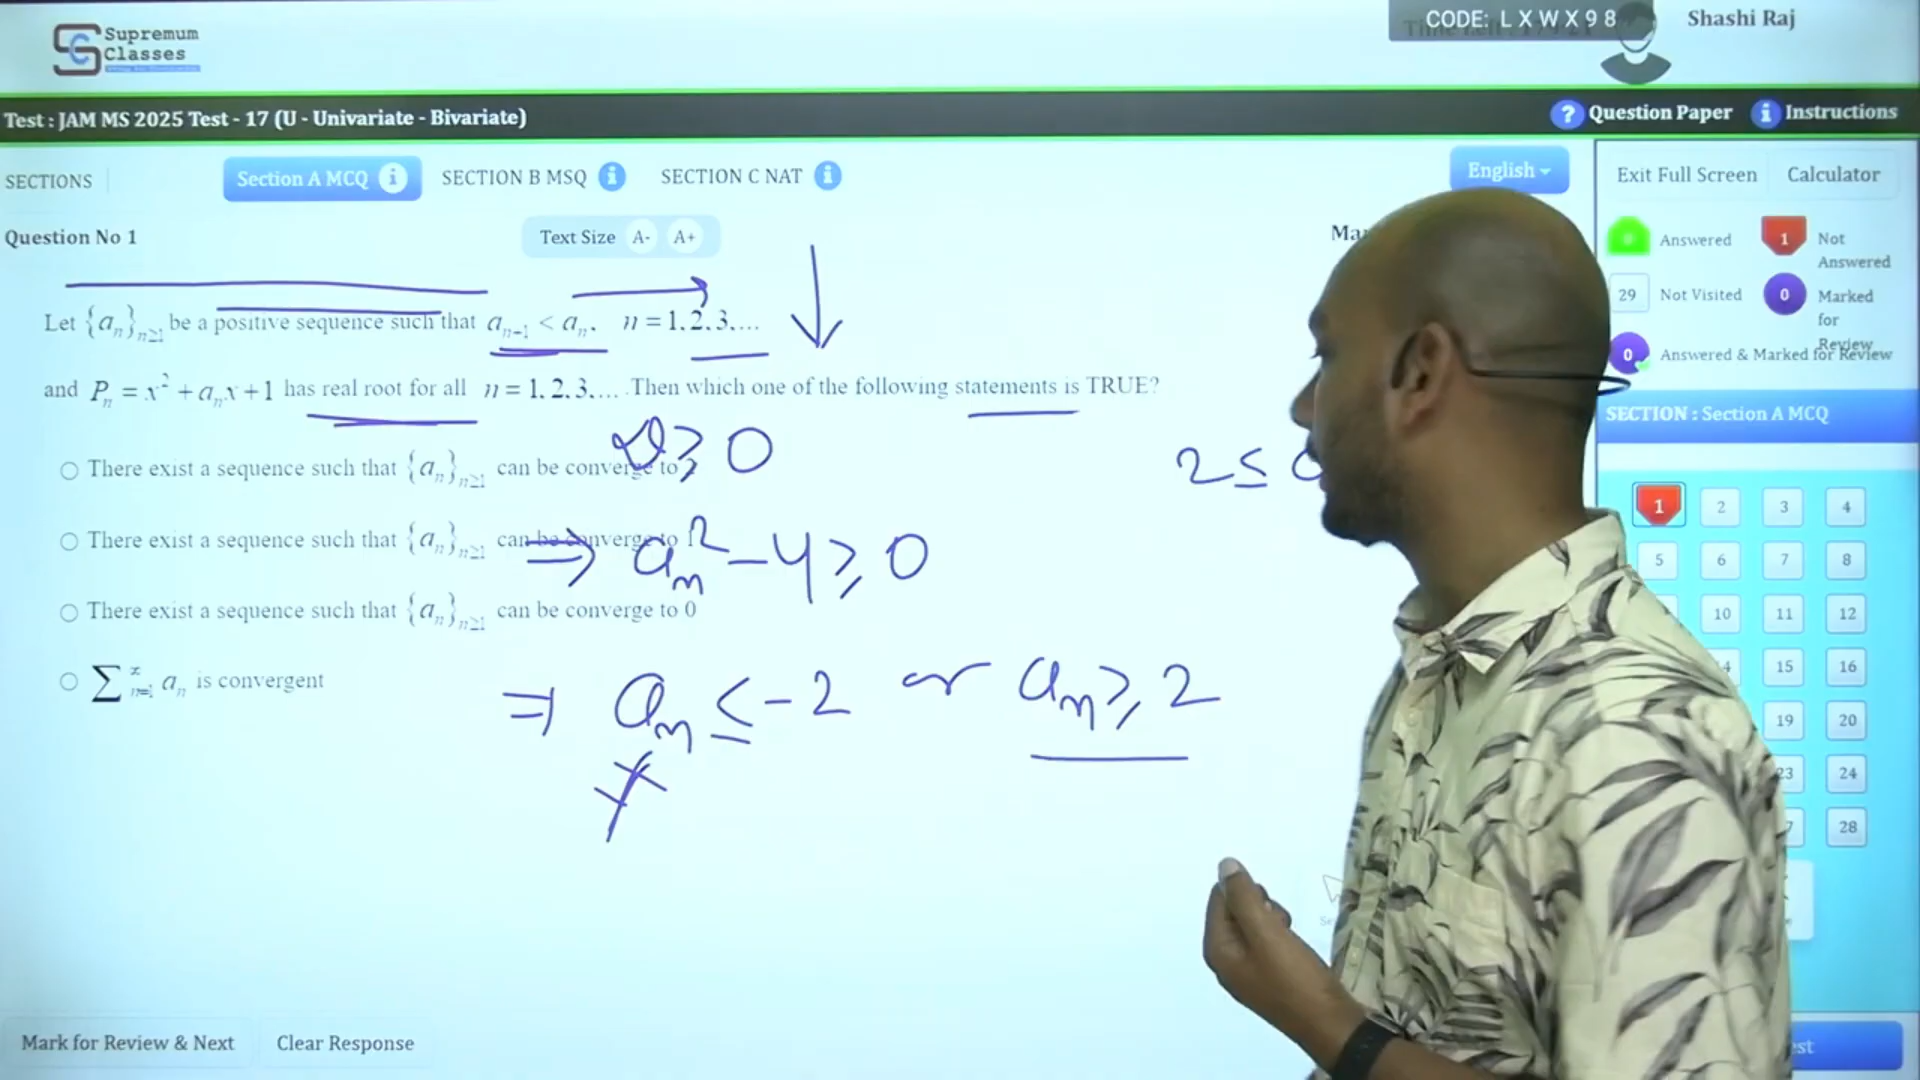 Supremum
Classes
CODE: L X W X 9 8
Shashi Raj
Test : JAM MS 2025 Test - 17 (U - Univariate - Bivariate)
? Question Paper i Instructions
SECTIONS
Section A MCQ i
SECTION B MSQ i
SECTION C NAT i
English
Exit Full Screen
Calculator
Question No 1
Text Size A- A+
Answered
1 Not Answered
29 Not Visited
0 Marked for Review
0 Answered & Marked for Review
Let {aₙ}ₙ≥₁ be a positive sequence such that aₙ₋₁ < aₙ. n = 1.2.3....
and Pₙ = x² + aₙx + 1 has real root for all n = 1.2.3.... .Then which one of the following statements is TRUE?
There exist a sequence such that {aₙ}ₙ≥₁ can be converge to 2
There exist a sequence such that {aₙ}ₙ≥₁ can be converge to 1
There exist a sequence such that {aₙ}ₙ≥₁ can be converge to 0
∑ aₙ is convergent
≥ 0
⇒ aₙ² - 4 ≥ 0
⇒ aₙ ≤ -2 or aₙ ≥ 2
2 ≤
SECTION : Section A MCQ
1 2 3 4
5 6 7 8
10 11 12
15 16
19 20
24
28
Mark for Review & Next
Clear Response